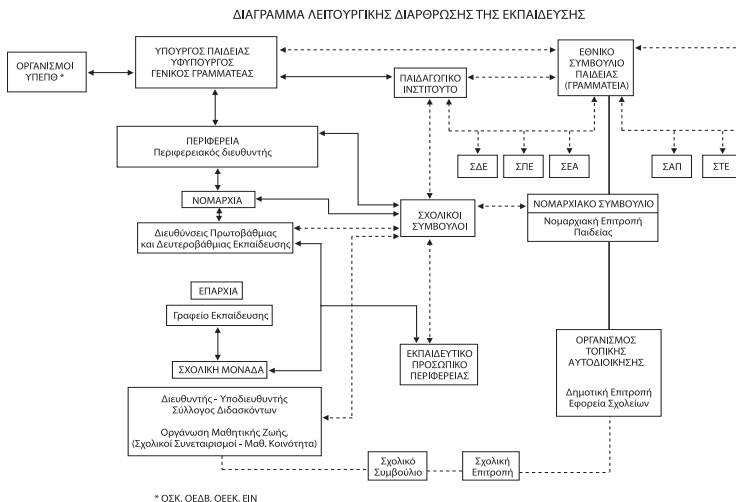 ΔΙΑΓΡΑΜΜΑ ΛΕΙΤΟΥΡΓΙΚΗΣ ΔΙΑΡΘΡΩΣΗΣ ΤΗΣ ΕΚΠΑΙΔΕΥΣΗΣ
ΟΡΓΑΝΙΣΜΟΙ
ΥΠΕΠΘ *
ΥΠΟΥΡΓΟΣ ΠΑΙΔΕΙΑΣ
ΥΦΥΠΟΥΡΓΟΣ
ΓΕΝΙΚΟΣ ΓΡΑΜΜΑΤΕΑΣ
ΠΑΙΔΑΓΩΓΙΚΟ
ΙΝΣΤΙΤΟΥΤΟ
ΕΘΝΙΚΟ
ΣΥΜΒΟΥΛΙΟ
ΠΑΙΔΕΙΑΣ
(ΓΡΑΜΜΑΤΕΙΑ)
ΠΕΡΙΦΕΡΕΙΑ
Περιφερειακός διευθυντής
ΣΔΕ
ΣΠΕ
ΣΕΑ
ΣΑΠ
ΣΤΕ
ΝΟΜΑΡΧΙΑ
ΣΧΟΛΙΚΟΙ
ΣΥΜΒΟΥΛΟΙ
ΝΟΜΑΡΧΙΑΚΟ ΣΥΜΒΟΥΛΙΟ
Νομαρχιακή Επιτροπή
Παιδείας
Διευθύνσεις Πρωτοβάθμιας
και Δευτεροβάθμιας Εκπαίδευσης
ΕΠΑΡΧΙΑ
Γραφείο Εκπαίδευσης
ΣΧΟΛΙΚΗ ΜΟΝΑΔΑ
ΕΚΠΑΙΔΕΥΤΙΚΟ
ΠΡΟΣΩΠΙΚΟ
ΠΕΡΙΦΕΡΕΙΑΣ
ΟΡΓΑΝΙΣΜΟΣ
ΤΟΠΙΚΗΣ
ΑΥΤΟΔΙΟΙΚΗΣΗΣ
Δημοτική Επιτροπή
Εφορεία Σχολείων
Διευθυντής - Υποδιευθυντής
Σύλλογος Διδασκόντων
Οργάνωση Μαθητικής Ζωής,
(Σχολικοί Συνεταιρισμοί - Μαθ. Κοινότητα)
Σχολικό
Συμβούλιο
Σχολική
Επιτροπή
* ΟΣΚ, ΟΕΔΒ, ΟΕΕΚ, ΕΙΝ